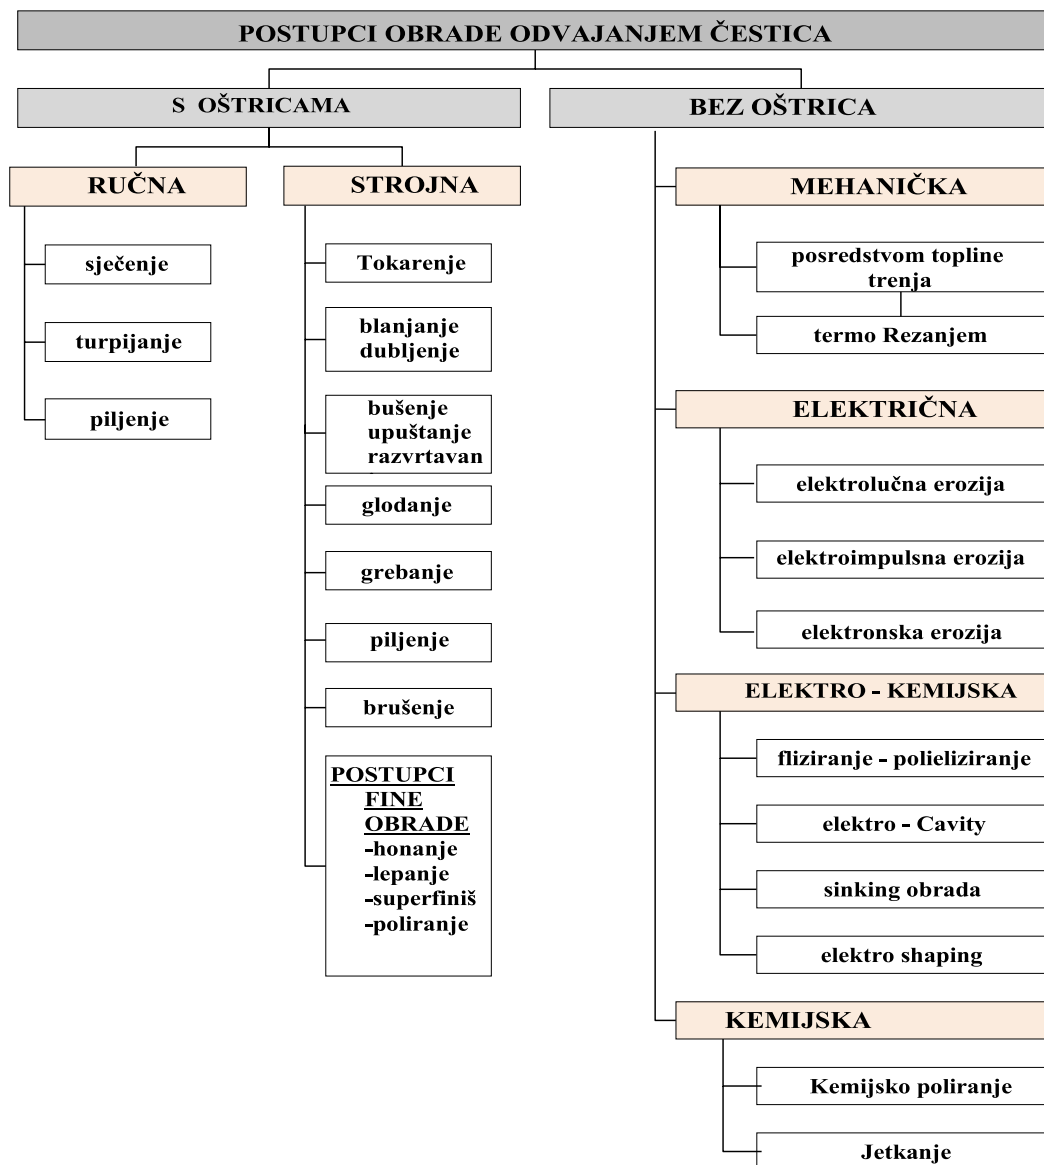 POSTUPCI OBRADE ODVAJANJEM ČESTICA
S OŠTRICAMA
RUČNA
sječenje
turpijanje
piljenje
STROJNA
Tokarenje
blanjanje
dubljenje
bušenje
upuštanje
razvrtavan
glodanje
grebanje
piljenje
brušenje
POSTUPCI
FINE
OBRADE
-honanje
-lepanje
-superfiniš
-poliranje
BEZ OŠTRICA
MEHANIČKA
posredstvom topline
trenja
termo Rezanjem
ELEKTRIČNA
elektrolučna erozija
elektroimpulsna erozija
elektronska erozija
ELEKTRO - KEMIJSKA
fliziranje - polieliziranje
elektro - Cavity
sinking obrada
elektro shaping
KEMIJSKA
Kemijsko poliranje
Jetkanje